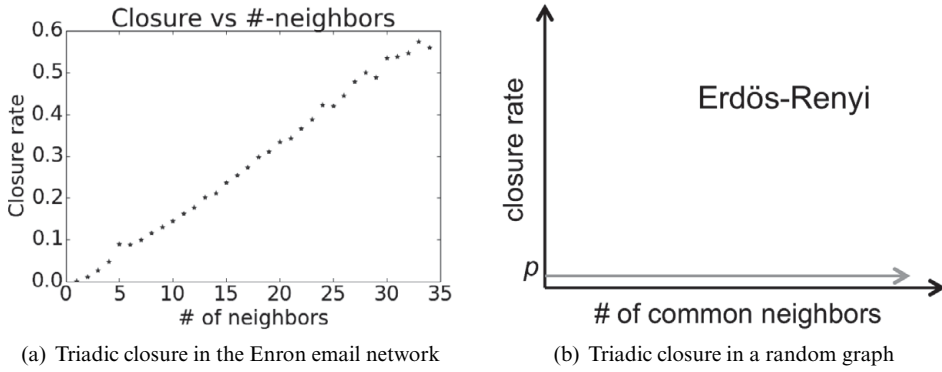 Closure vs #-neighbors
Closure rate
0.6
0.5
0.4
0.3
0.2
0.1
0.0
0 5 10 15 20 25 30 35
# of neighbors
(a) Triadic closure in the Enron email network
closure rate
Erdös-Renyi
p
# of common neighbors
(b) Triadic closure in a random graph